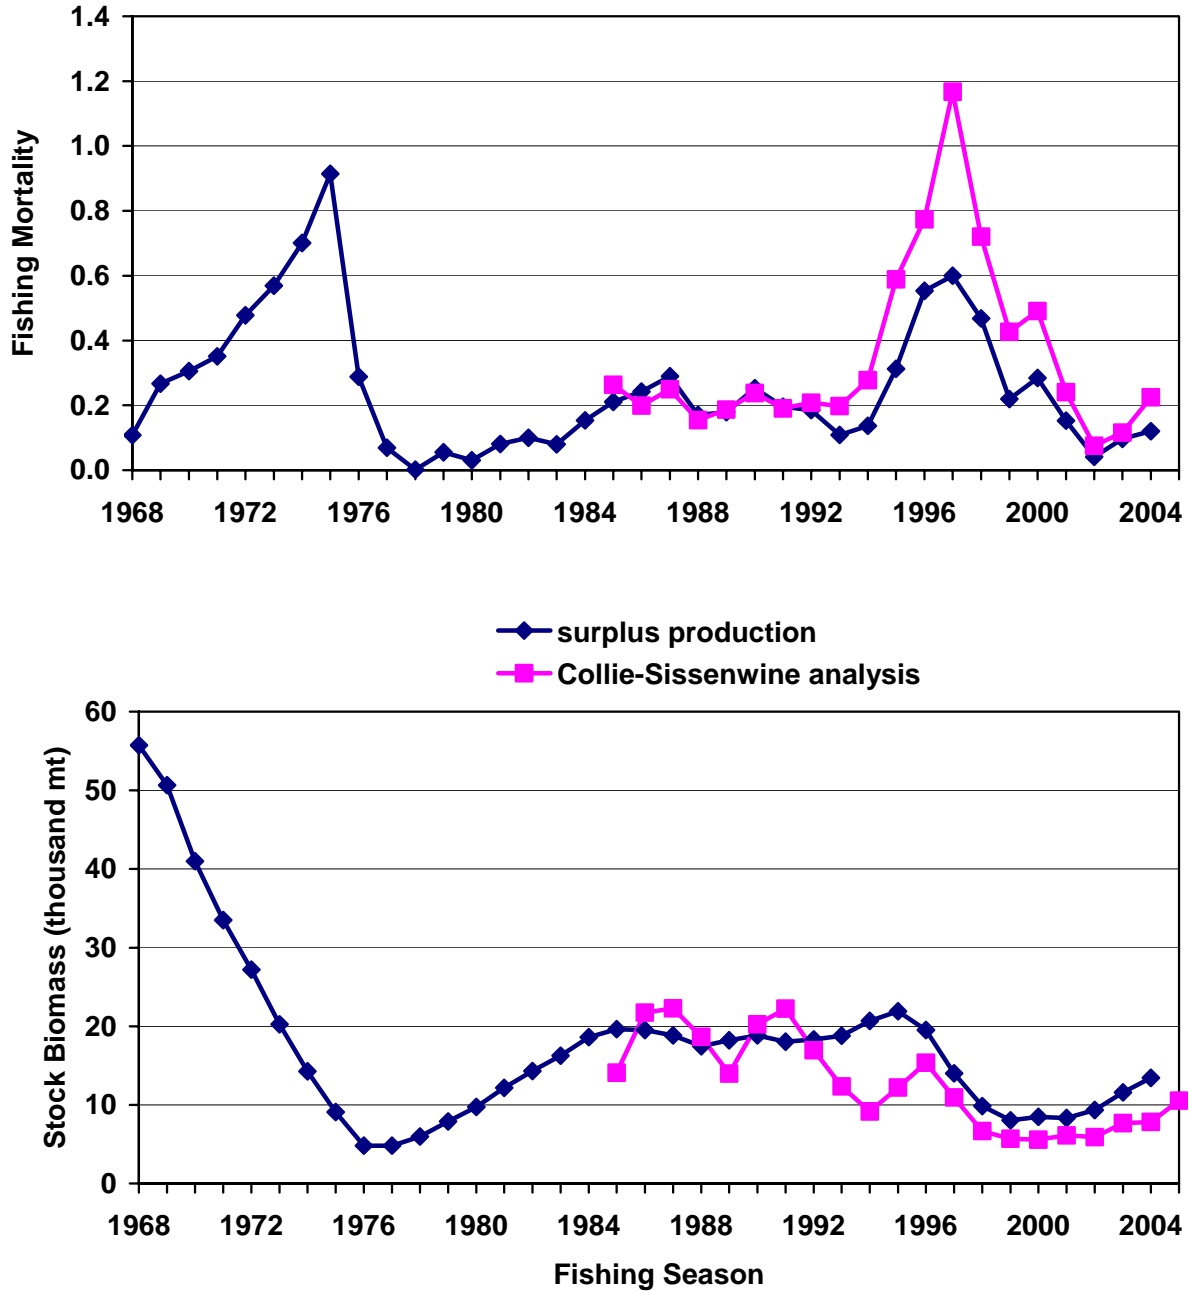 Fishing Mortality
1.4
1.2
1.0
0.8
0.6
0.4
0.2
0.0
1968 1972 1976 1980 1984 1988 1992 1996 2000 2004
surplus production
Collie-Sissenwine analysis
Stock Biomass (thousand mt)
60
50
40
30
20
10
0
1968 1972 1976 1980 1984 1988 1992 1996 2000 2004
Fishing Season